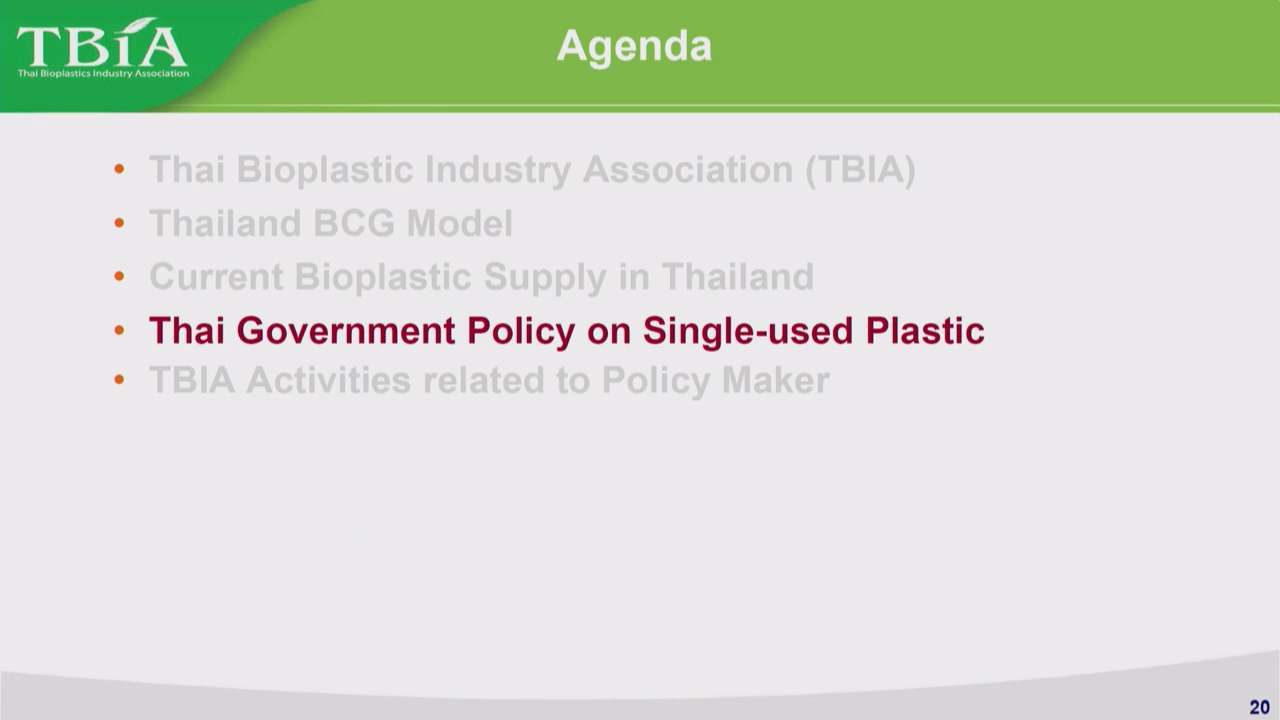 TBIA
Thai Bioplastics Industry Association
Agenda
• Thai Bioplastic Industry Association (TBIA)
• Thailand BCG Model
• Current Bioplastic Supply in Thailand
• Thai Government Policy on Single-used Plastic
• TBIA Activities related to Policy Maker
20